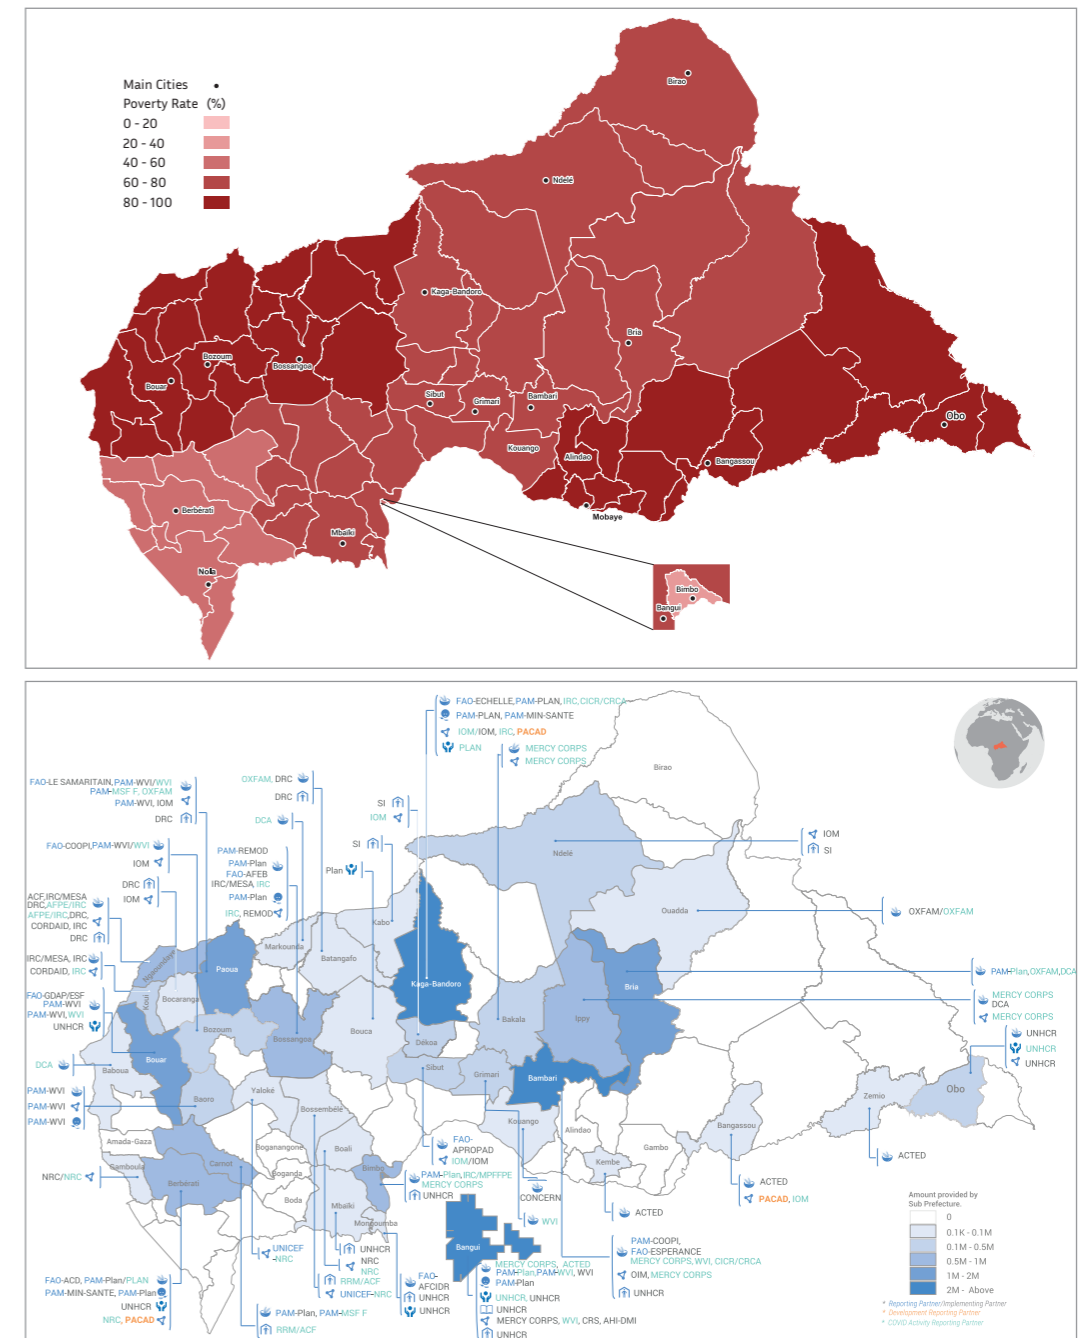 Main Cities
Poverty Rate (%)
0 - 20
20 - 40
40 - 60
60 - 80
80 - 100
Birao
Ndelé
Kaga-Bandoro
Bria
Bozoum
Bossangoa
Bouar
Sibut
Grimari
Bambari
Obo
Kouango
Alindao
Bangassou
Berbérati
Mobaye
Mbaïki
Nola
Bimbo
Bangui
FAO-ECHELLE, PAM-PLAN, IRC, CICR/CRCA
PAM-PLAN, PAM-MIN-SANTE
IOM/IOM, IRC, PACAD
PLAN
MERCY CORPS
MERCY CORPS
FAO-LE SAMARITAIN, PAM-WVI/WVI
PAM-MSF F, OXFAM
PAM-WVI, IOM
DRC
OXFAM, DRC
DRC
DCA
SI
IOM
SI
Plan
FAO-COOPI, PAM-WVI/WVI
IOM
PAM-REMOD
PAM-Plan
FAO-AFEB
IRC/MESA, IRC
PAM-Plan
IRC, REMOD
DRC
IOM
ACF, IRC/MESA
DRC, AFPE/IRC
AFPE/IRC, DRC,
CORDAID, IRC
DRC
IRC/MESA, IRC
CORDAID, IRC
FAO-GDAP/ESF
PAM-WVI
PAM-WVI, WVI
UNHCR
DCA
PAM-WVI
PAM-WVI
PAM-WVI
NRC/NRC
Birao
IOM
SI
Ndelé
Ouadda
OXFAM/OXFAM
Kabo
Markounda
Batangafo
Ngaoundaye
Paoua
Kaga-Bandoro
Bria
PAM-Plan, OXFAM, DCA
MERCY CORPS
DCA
MERCY CORPS
Koui
Bocaranga
Bozoum
Bossangoa
Bouca
Dékoa
Bakala
Ippy
UNHCR
UNHCR
UNHCR
Bouar
Baboua
Sibut
Grimari
Bambari
Obo
Zemio
Baoro
Yaloké
Bossembélé
Kouango
Alindao
Bangassou
Amada-Gaza
Boganangone
Boali
Gambo
Gamboula
Carnot
Boganda
Bimbo
Kembe
ACTED
Berbérati
Boda
Mbaïki
Mongoumba
FAO-
APROPAD
IOM/IOM
PAM-Plan, IRC/MPFFPE
MERCY CORPS
UNHCR
CONCERN
WVI
ACTED
ACTED
PACAD, IOM
Bangui
PAM-COOPI,
FAO-ESPERANCE
MERCY CORPS, WVI, CICR/CRCA
OIM, MERCY CORPS
UNHCR
UNICEF
-NRC
UNHCR
NRC
NRC
RRM/ACF
UNICEF-NRC
FAO-
AFCIDR
UNHCR
UNHCR
MERCY CORPS, ACTED
PAM-Plan, PAM-WVI, WVI
PAM-Plan
UNHCR, UNHCR
UNHCR
MERCY CORPS, WVI, CRS, AHI-DMI
UNHCR
FAO-ACD, PAM-Plan/PLAN
PAM-MIN-SANTE, PAM-Plan
UNHCR
NRC, PACAD
PAM-Plan, PAM-MSF F
RRM/ACF
Amount provided by
Sub Prefecture.
0
0.1K - 0.1M
0.1M - 0.5M
0.5M - 1M
1M - 2M
2M - Above
* Reporting Partner/Implementing Partner
* Development Reporting Partner
* COVID Activity Reporting Partner